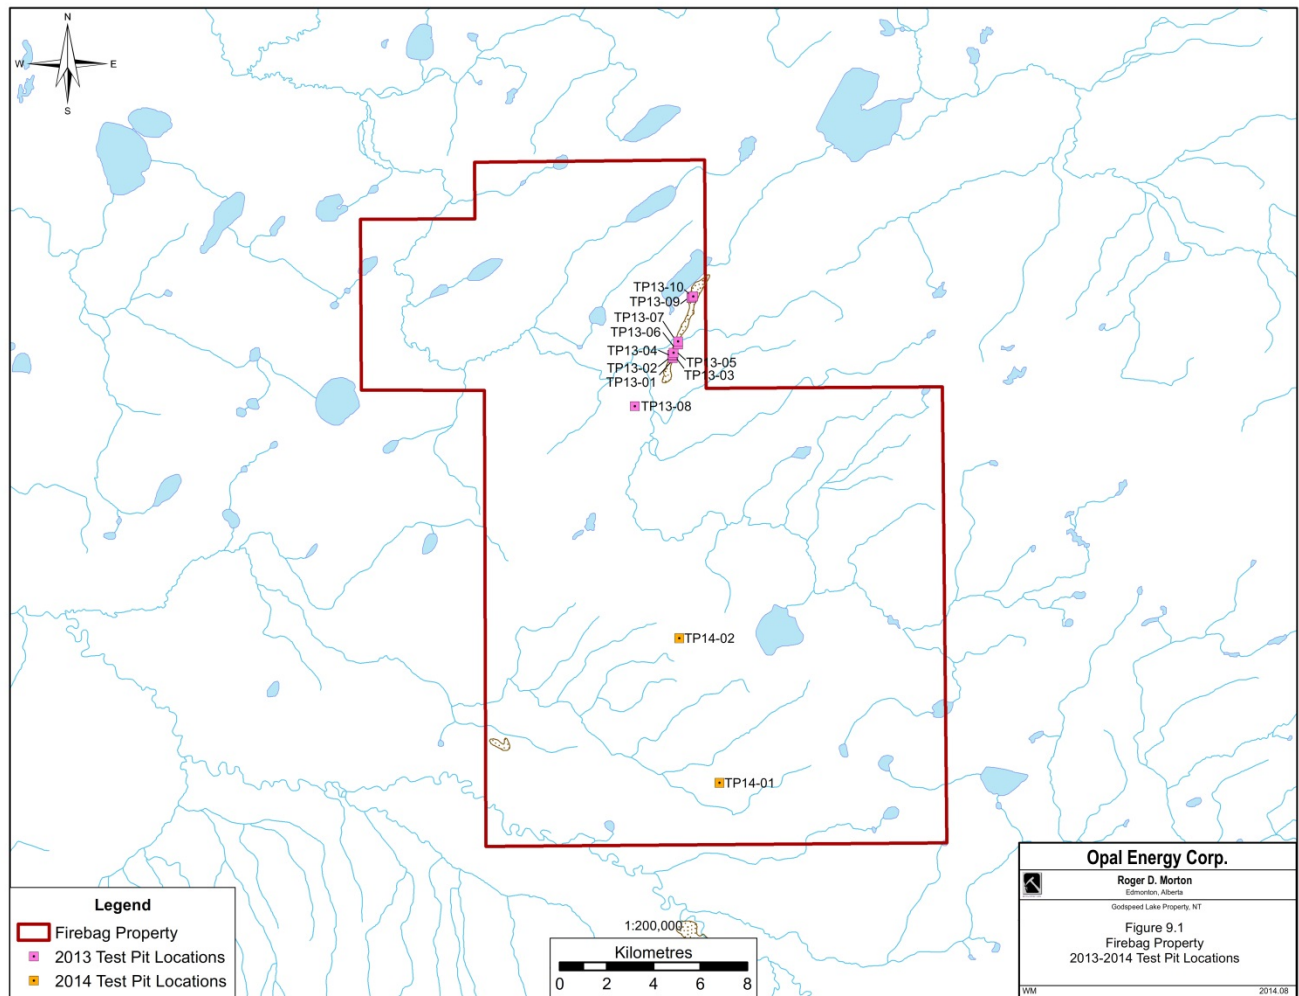 N
W E
S
TP13-10
TP13-09
TP13-07
TP13-06
TP13-04
TP13-05
TP13-02
TP13-03
TP13-01
TP13-08
TP14-02
TP14-01
Legend
Firebag Property
2013 Test Pit Locations
2014 Test Pit Locations
1:200,000
Kilometres
0 2 4 6 8
Opal Energy Corp.
Roger D. Morton
Edmonton, Alberta
Godspeed Lake Property, NT
Figure 9.1
Firebag Property
2013-2014 Test Pit Locations
WM 2014.08